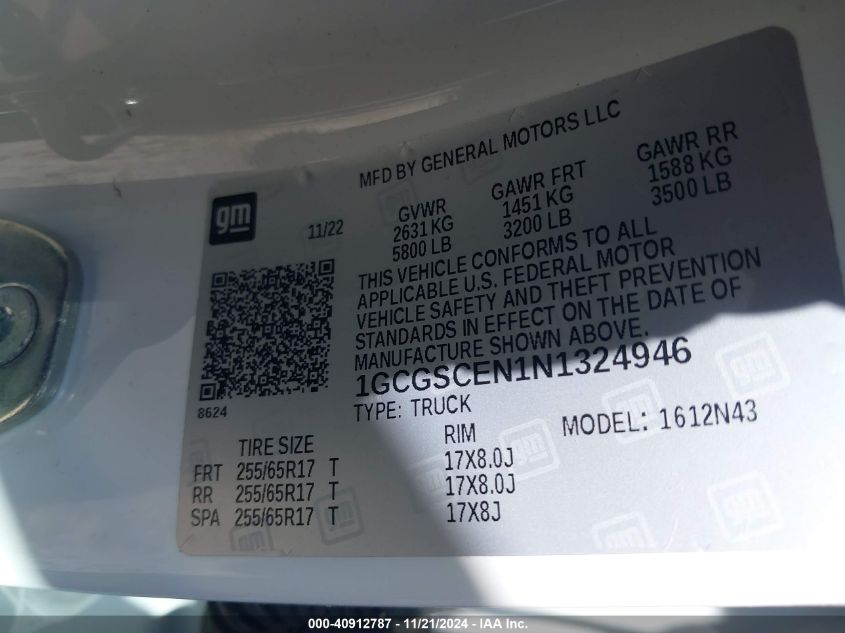 MFD BY GENERAL MOTORS LLC
gm
11/22
GVWR GAWR FRT GAWR RR
2631 KG 1451 KG 1588 KG
5800 LB 3200 LB 3500 LB
THIS VEHICLE CONFORMS TO ALL
APPLICABLE U.S. FEDERAL MOTOR
VEHICLE SAFETY AND THEFT PREVENTION
STANDARDS IN EFFECT ON THE DATE OF
MANUFACTURE SHOWN ABOVE.
1GCGSCEN1N1324946
8624
TYPE: TRUCK MODEL: 1612N43
TIRE SIZE RIM
FRT 255/65R17 T 17X8.0J
RR 255/65R17 T 17X8.0J
SPA 255/65R17 T 17X8J
000-40912787 - 11/21/2024 - IAA Inc.